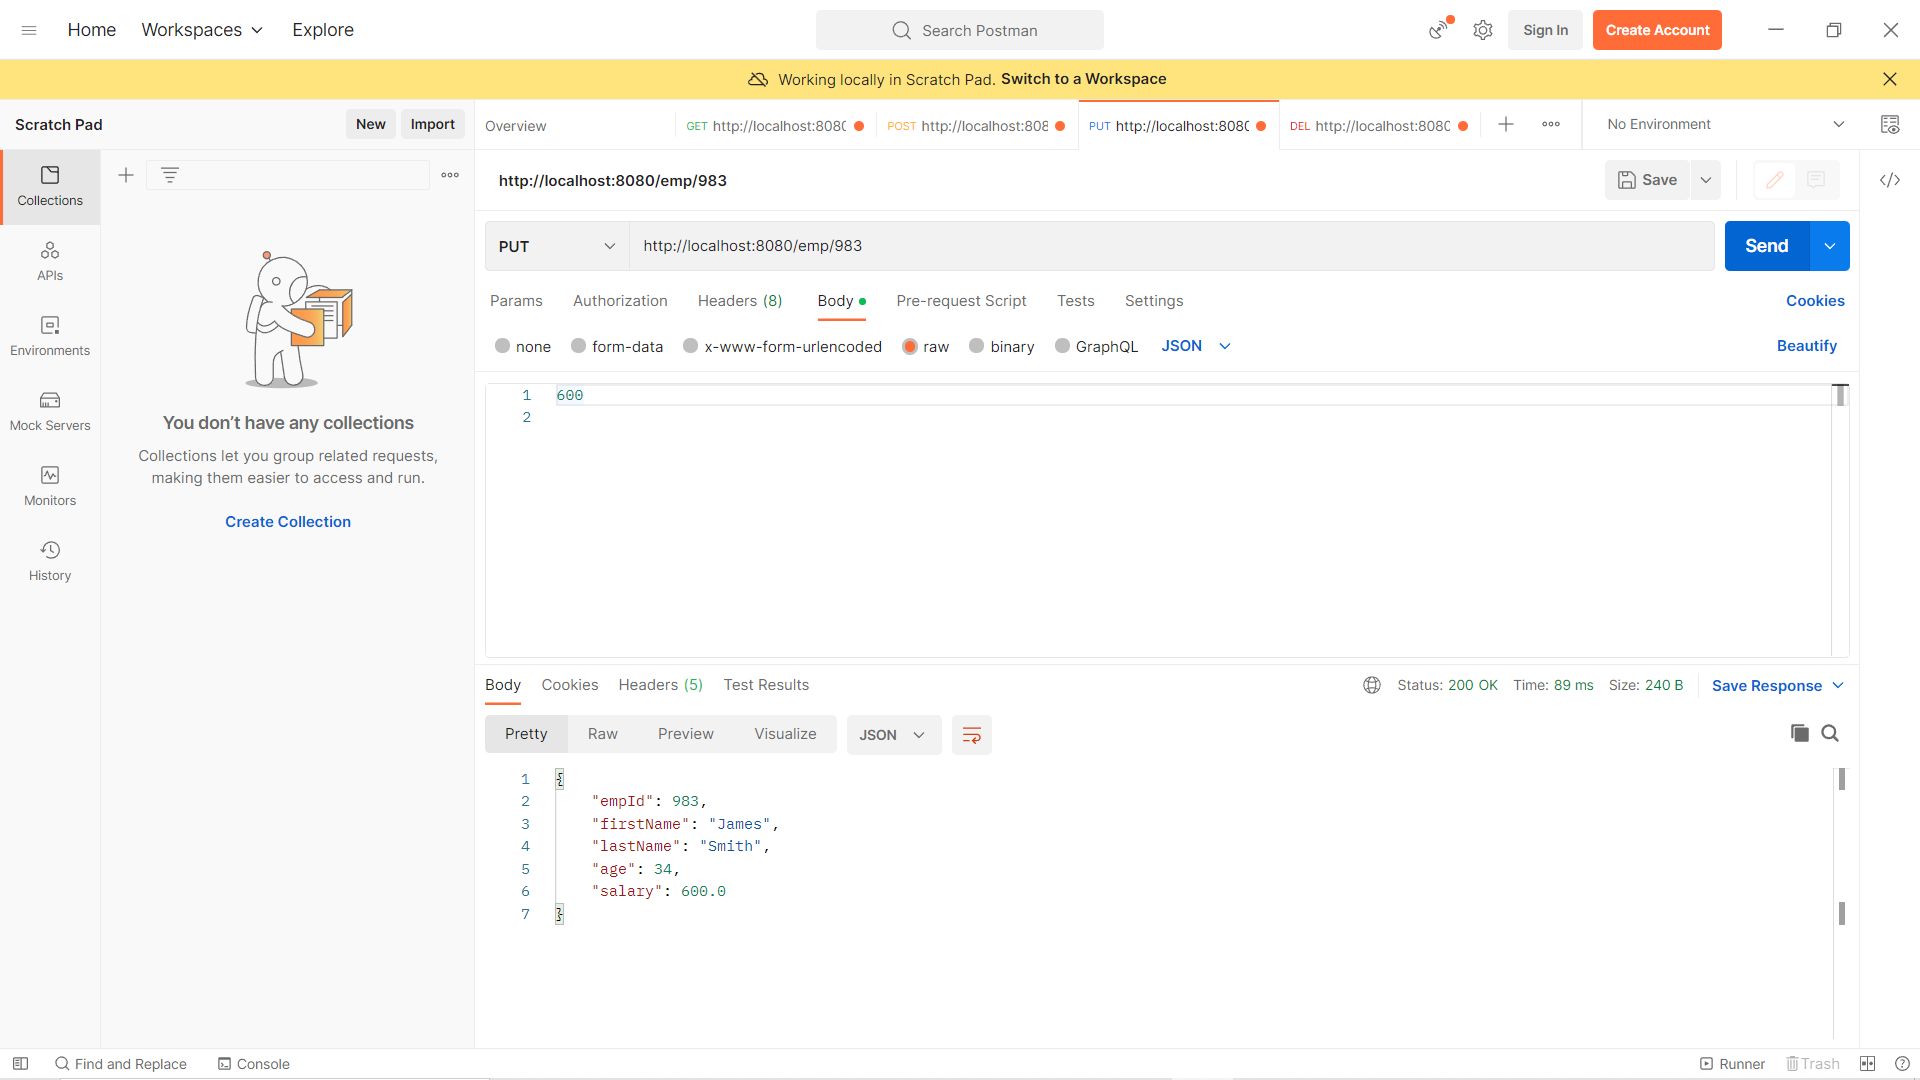 Home Workspaces Explore Search Postman Sign In Create Account
Working locally in Scratch Pad. Switch to a Workspace
Scratch Pad New Import Overview GET http://localhost:8080 POST http://localhost:808 PUT http://localhost:8080 DEL http://localhost:8080 No Environment
http://localhost:8080/emp/983 Save
Collections
APIs
Environments
Mock Servers
Monitors
History
You don’t have any collections
Collections let you group related requests,
making them easier to access and run.
Create Collection
PUT http://localhost:8080/emp/983 Send
Params Authorization Headers (8) Body Pre-request Script Tests Settings Cookies
none form-data x-www-form-urlencoded raw binary GraphQL JSON Beautify
1 600
2
Body Cookies Headers (5) Test Results Status: 200 OK Time: 89 ms Size: 240 B Save Response
Pretty Raw Preview Visualize JSON
1 {
2 "empId": 983,
3 "firstName": "James",
4 "lastName": "Smith",
5 "age": 34,
6 "salary": 600.0
7 }
Find and Replace Console Runner Trash